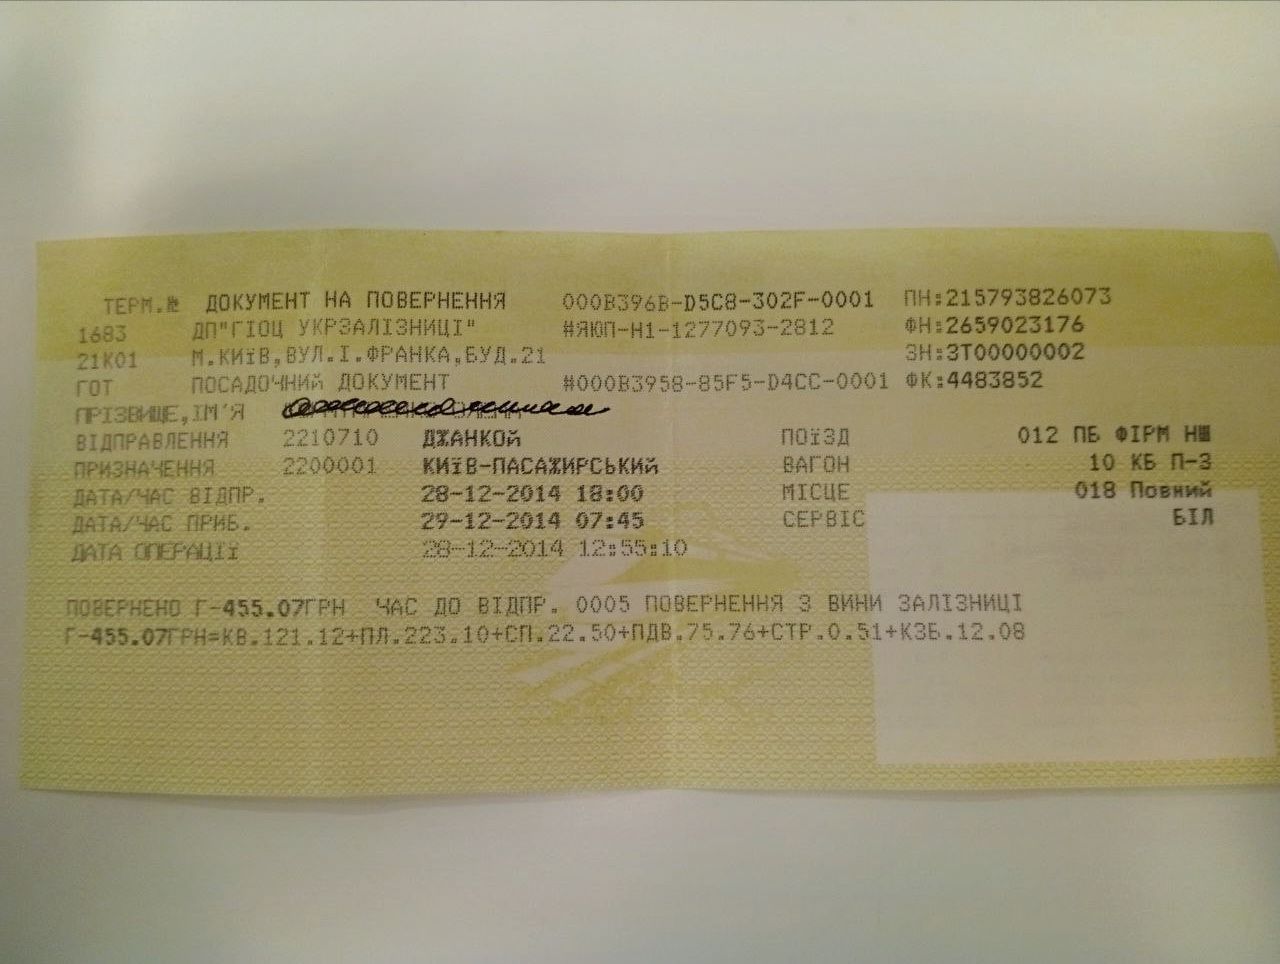 ТЕРМ.№ ДОКУМЕНТ НА ПОВЕРНЕННЯ 000B396B-D5C8-302F-0001 ПН:215793826073
1683 ДП"ГІОЦ УКРЗАЛІЗНИЦІ" #ЯЮП-Н1-1277093-2812 ФН:2659023176
21К01 М.КИЇВ,ВУЛ.І.ФРАНКА,БУД.21 ЗН:ЗТ00000002
ГОТ ПОСАДОЧНИЙ ДОКУМЕНТ #000B3958-85F5-D4CC-0001 ФК:4483852
ПРІЗВИЩЕ,ІМ'Я
ВІДПРАВЛЕННЯ 2210710 ДЖАНКОЙ ПОЇЗД 012 ПБ ФІРМ НШ
ПРИЗНАЧЕННЯ 2200001 КИЇВ-ПАСАЖИРСЬКИЙ ВАГОН 10 КБ П-З
ДАТА/ЧАС ВІДПР. 28-12-2014 18:00 МІСЦЕ 018 Повний
ДАТА/ЧАС ПРИБ. 29-12-2014 07:45 СЕРВІС БІЛ
ДАТА ОПЕРАЦІЇ 28-12-2014 12:55:10
ПОВЕРНЕНО Г-455.07ГРН ЧАС ДО ВІДПР. 0005 ПОВЕРНЕННЯ З ВИНИ ЗАЛІЗНИЦІ
Г-455.07ГРН=КВ.121.12+ПЛ.223.10+СП.22.50+ПДВ.75.76+СТР.0.51+КЗБ.12.08